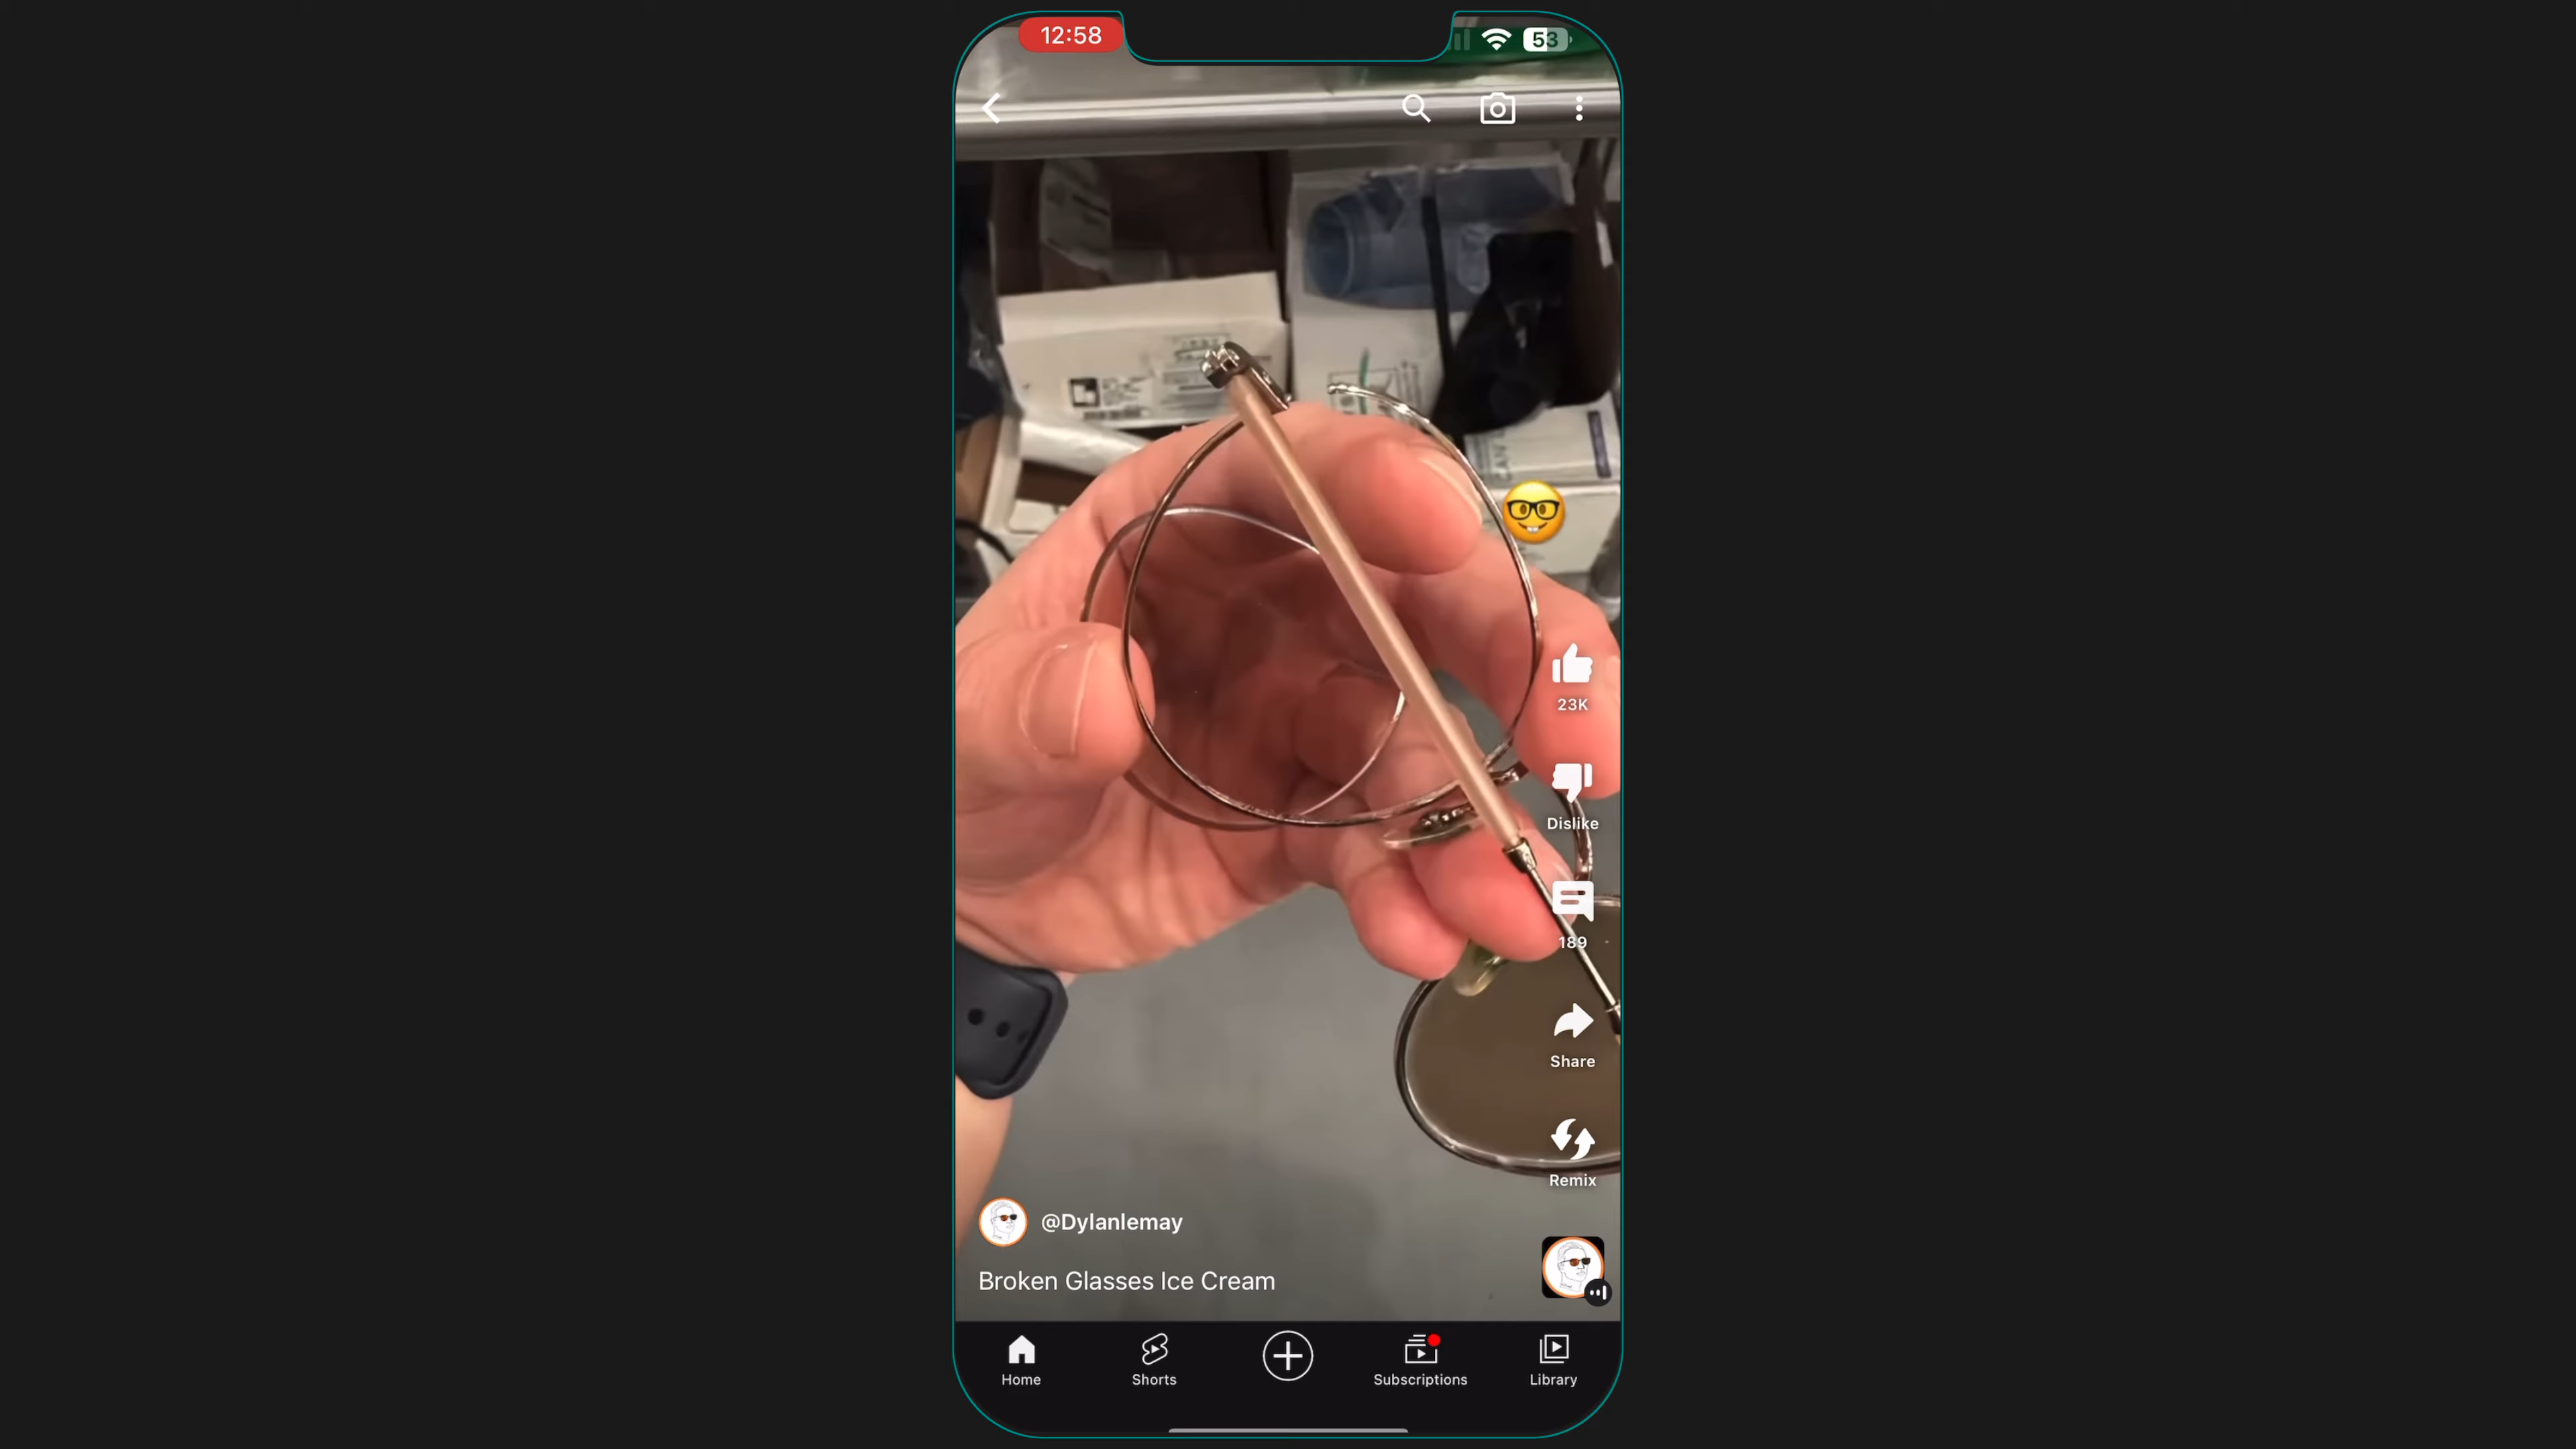 12:58
53
23K
Dislike
189
Share
Remix
@Dylanlemay
Broken Glasses Ice Cream
Home
Shorts
Subscriptions
Library